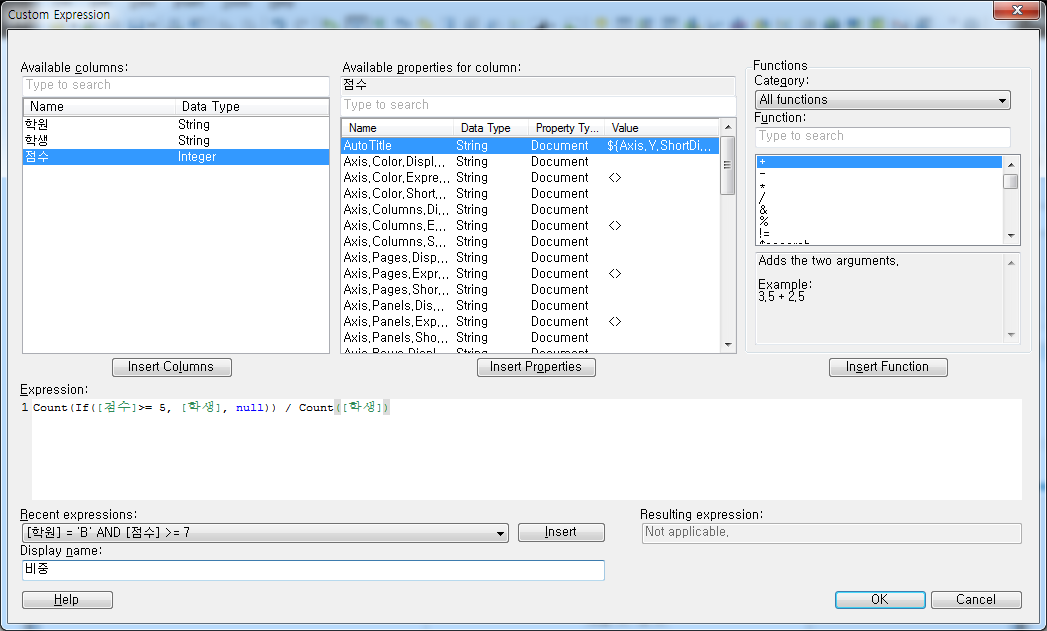 Custom Expression
Available columns:
Type to search
Name Data Type
학원 String
학생 String
점수 Integer
Insert Columns
Available properties for column:
점수
Type to search
Name Data Type Property Ty... Value
AutoTitle String Document ${Axis.Y.ShortDi...
Axis.Color.Displ... String Document
Axis.Color.Expre... String Document <>
Axis.Color.Short... String Document
Axis.Columns.Di... String Document
Axis.Columns.E... String Document <>
Axis.Columns.S... String Document
Axis.Pages.Disp... String Document
Axis.Pages.Expr... String Document <>
Axis.Pages.Shor... String Document
Axis.Panels.Dis... String Document
Axis.Panels.Exp... String Document <>
Axis.Panels.Sho... String Document
Axis.Rows.Displ... String Document
Insert Properties
Functions
Category:
All functions
Function:
Type to search
+
-
*
/
&
%
!=
Adds the two arguments.
Example:
3.5 + 2.5
Insert Function
Expression:
1 Count(If([점수]>= 5, [학생], null)) / Count([학생])
Recent expressions:
[학원] = 'B' AND [점수] >= 7
Insert
Resulting expression:
Not applicable.
Display name:
비중
Help
OK
Cancel